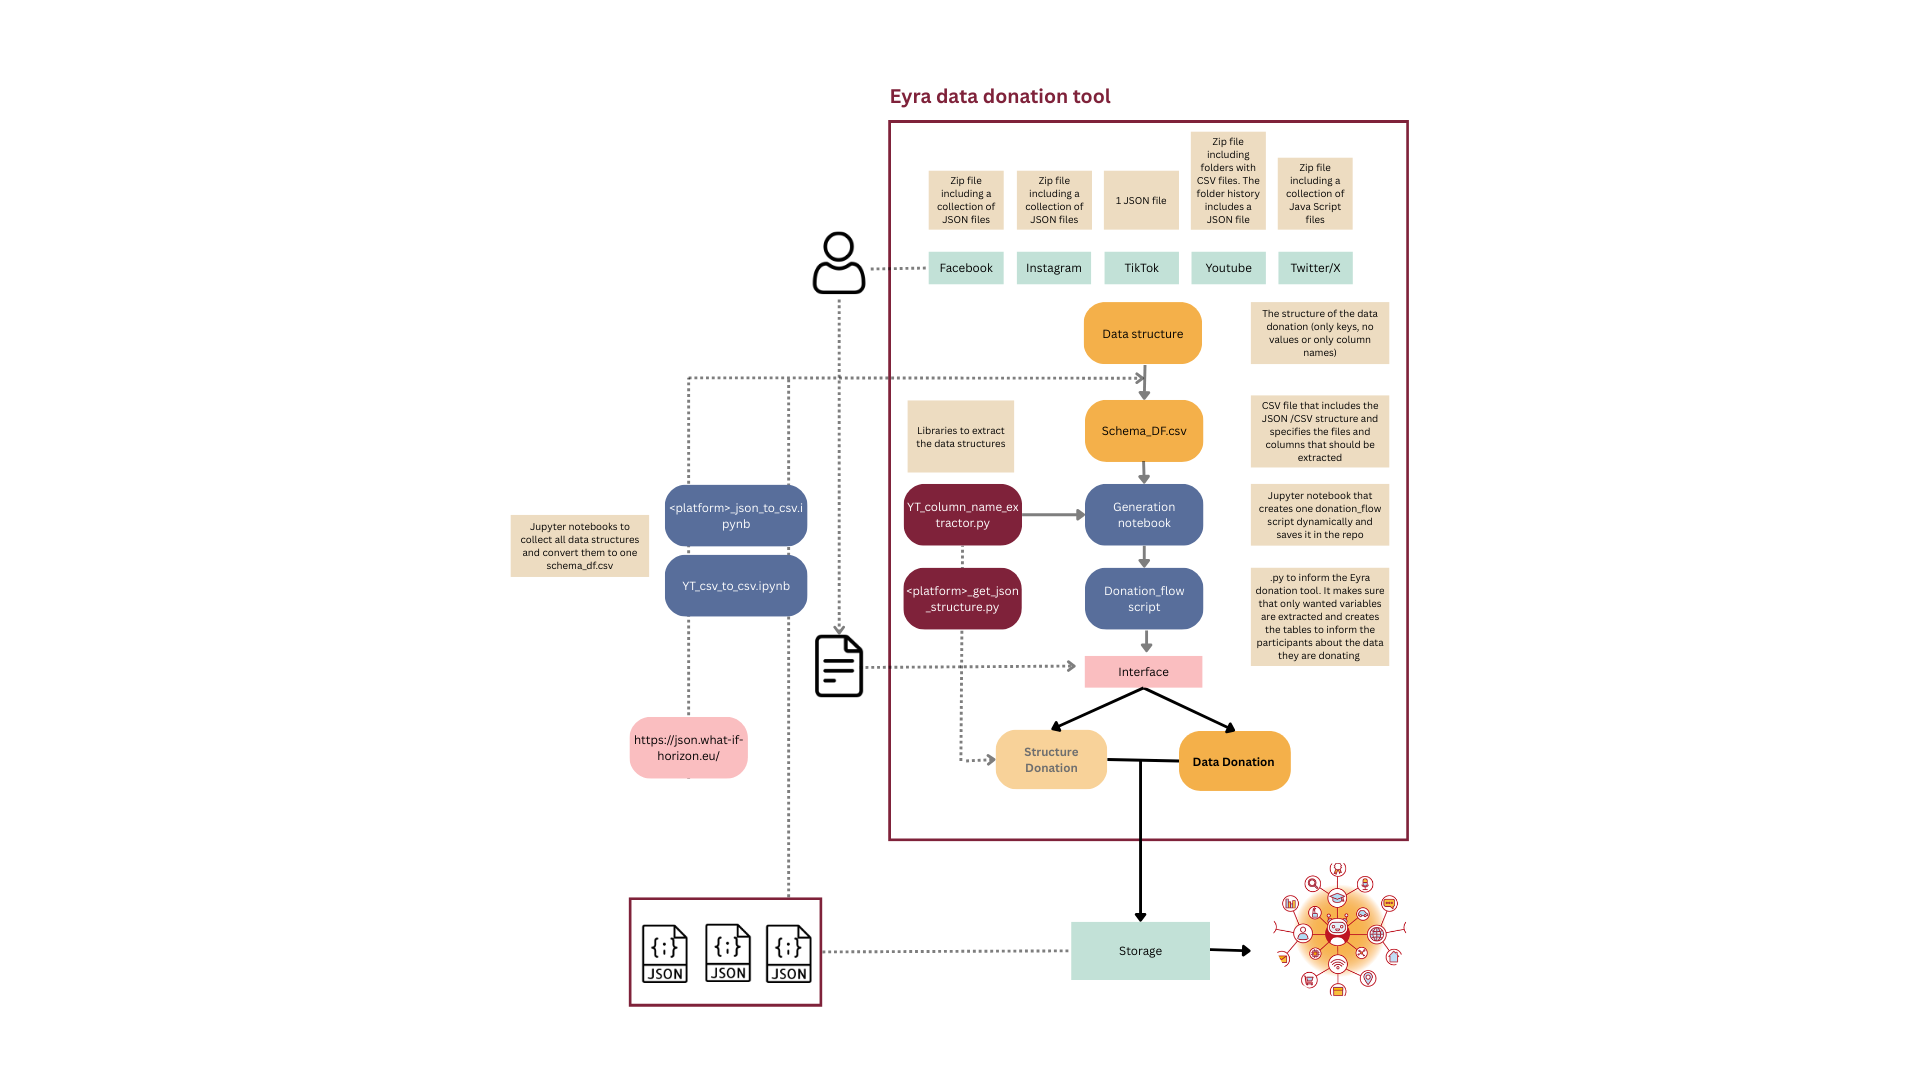 Eyra data donation tool
Zip file
including a
collection of
JSON files
Zip file
including a
collection of
JSON files
1 JSON file
Zip file
including
folders with
CSV files. The
folder history
includes a
JSON file
Zip file
including a
collection of
Java Script
files
Facebook
Instagram
TikTok
Youtube
Twitter/X
Data structure
The structure of the data
donation (only keys, no
values or only column
names)
Schema_DF.csv
CSV file that includes the
JSON /CSV structure and
specifies the files and
columns that should be
extracted
Libraries to extract
the data structures
YT_column_name_ex
tractor.py
Generation
notebook
Jupyter notebook that
creates one donation_flow
script dynamically and
saves it in the repo
<platform>_json_to_csv.i
pynb
Jupyter notebooks to
collect all data structures
and convert them to one
schema_df.csv
YT_csv_to_csv.ipynb
<platform>_get_json
_structure.py
Donation_flow
script
.py to inform the Eyra
donation tool. It makes sure
that only wanted variables
are extracted and creates
the tables to inform the
participants about the data
they are donating
Interface
https://json.what-if-
horizon.eu/
Structure
Donation
Data Donation
{;}
JSON
{;}
JSON
{;}
JSON
Storage